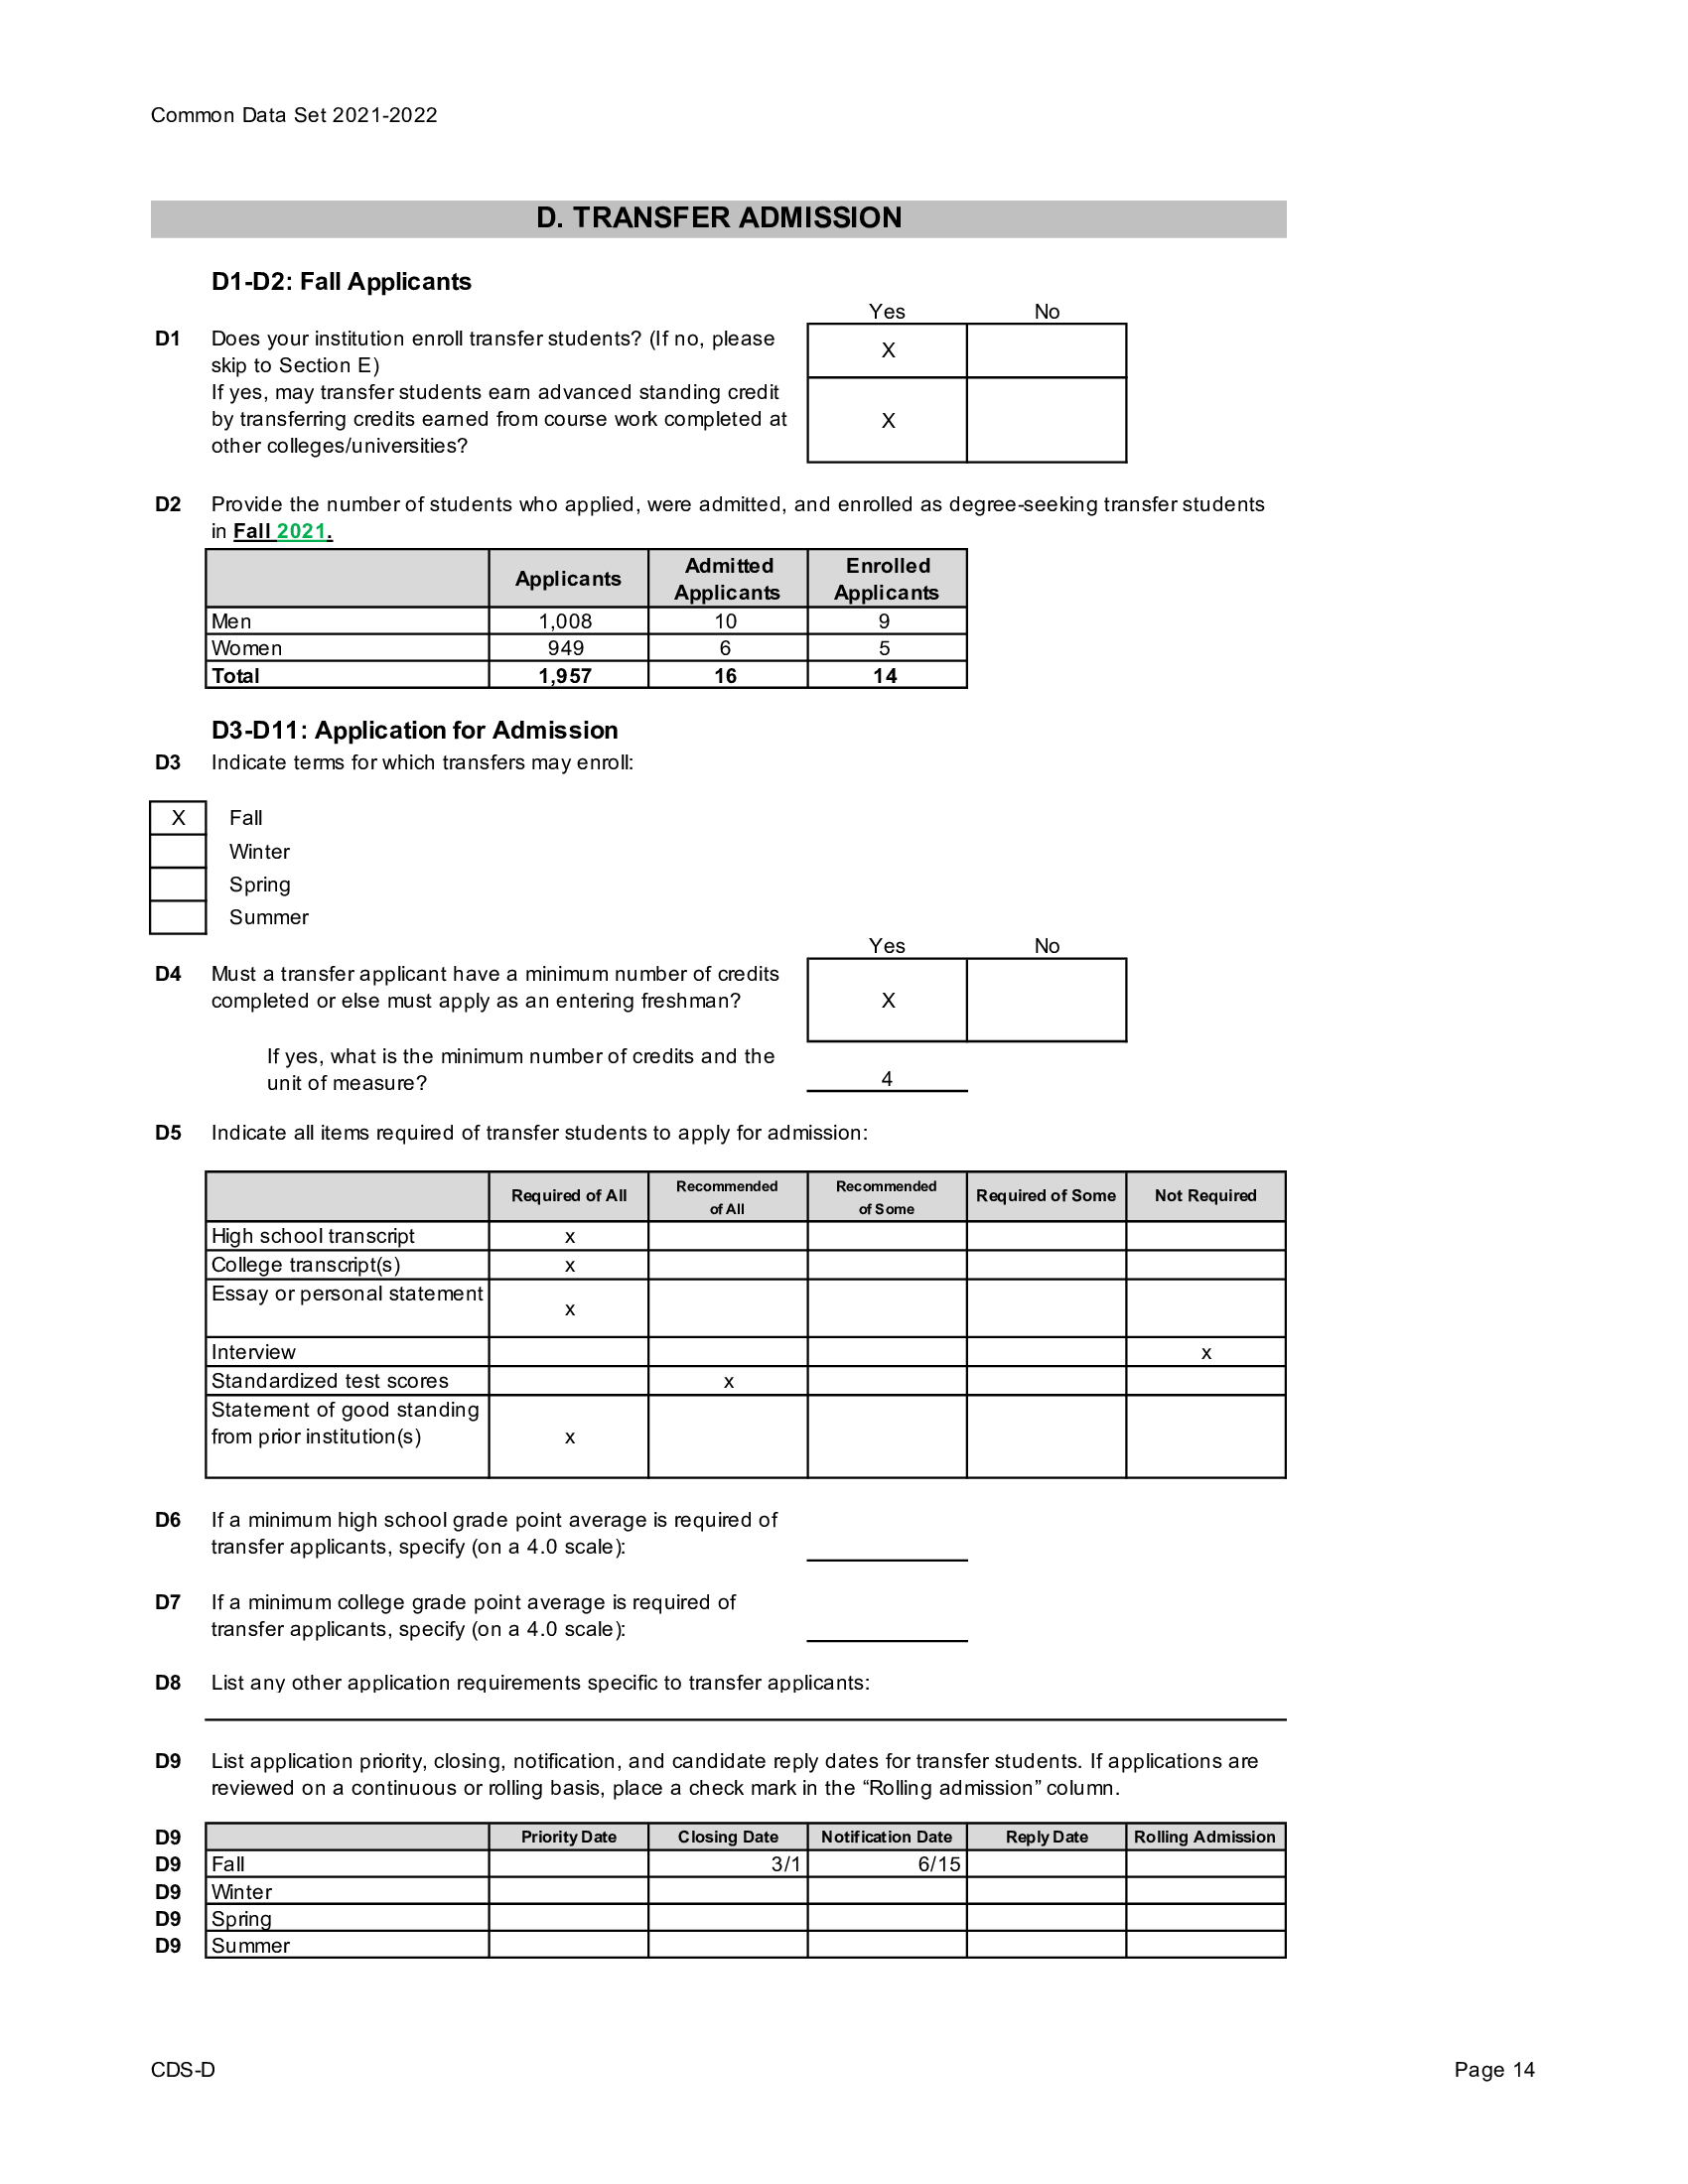 Common Data Set 2021-2022
D. TRANSFER ADMISSION
D1-D2: Fall Applicants
Yes No
D1 Does your institution enroll transfer students? (If no, please
skip to Section E)
X
If yes, may transfer students earn advanced standing credit
by transferring credits earned from course work completed at
other colleges/universities?
X
D2 Provide the number of students who applied, were admitted, and enrolled as degree-seeking transfer students
in Fall 2021.
Applicants Admitted Applicants Enrolled Applicants
Men 1,008 10 9
Women 949 6 5
Total 1,957 16 14
D3-D11: Application for Admission
D3 Indicate terms for which transfers may enroll:
X Fall
Winter
Spring
Summer
Yes No
D4 Must a transfer applicant have a minimum number of credits
completed or else must apply as an entering freshman?
X
If yes, what is the minimum number of credits and the
unit of measure?
4
D5 Indicate all items required of transfer students to apply for admission:
Required of All Recommended of All Recommended of Some Required of Some Not Required
High school transcript x
College transcript(s) x
Essay or personal statement x
Interview x
Standardized test scores x
Statement of good standing
from prior institution(s) x
D6 If a minimum high school grade point average is required of
transfer applicants, specify (on a 4.0 scale):
D7 If a minimum college grade point average is required of
transfer applicants, specify (on a 4.0 scale):
D8 List any other application requirements specific to transfer applicants:
D9 List application priority, closing, notification, and candidate reply dates for transfer students. If applications are
reviewed on a continuous or rolling basis, place a check mark in the “Rolling admission” column.
D9 Priority Date Closing Date Notification Date Reply Date Rolling Admission
D9 Fall 3/1 6/15
D9 Winter
D9 Spring
D9 Summer
CDS-D Page 14